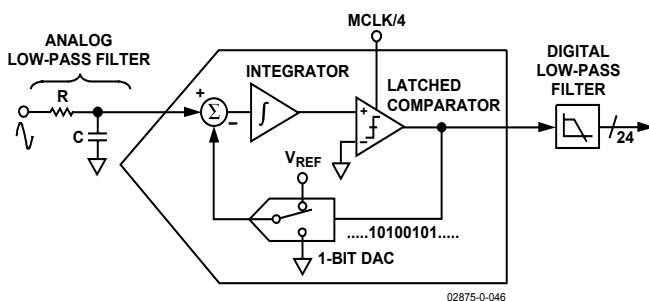 MCLK/4
ANALOG
LOW-PASS FILTER
INTEGRATOR
LATCHED
COMPARATOR
DIGITAL
LOW-PASS
FILTER
R
C
+
Σ
–
∫
+
–
24
VREF
.....10100101.....
1-BIT DAC
02875-0-046